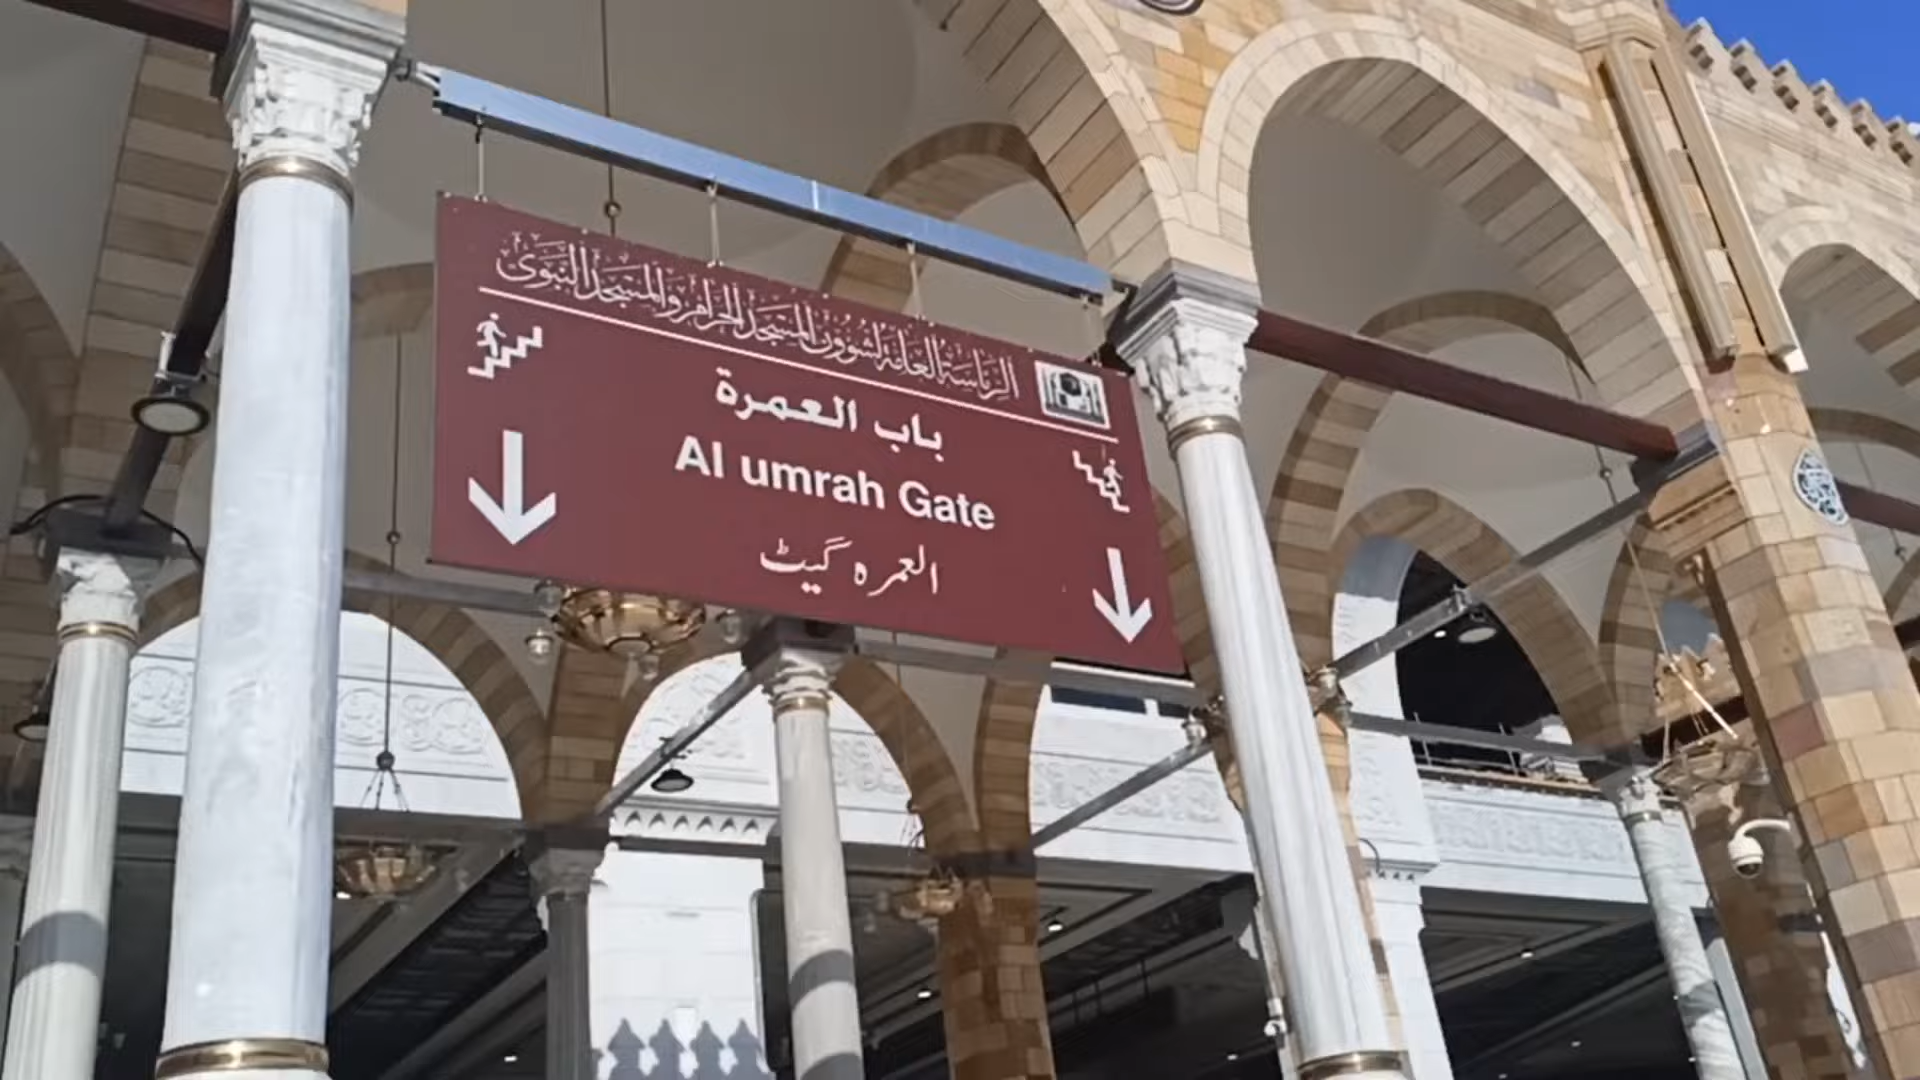 الرئاسة العامة لشؤون المسجد الحرام والمسجد النبوي
باب العمرة
Al umrah Gate
العمرہ گیٹ